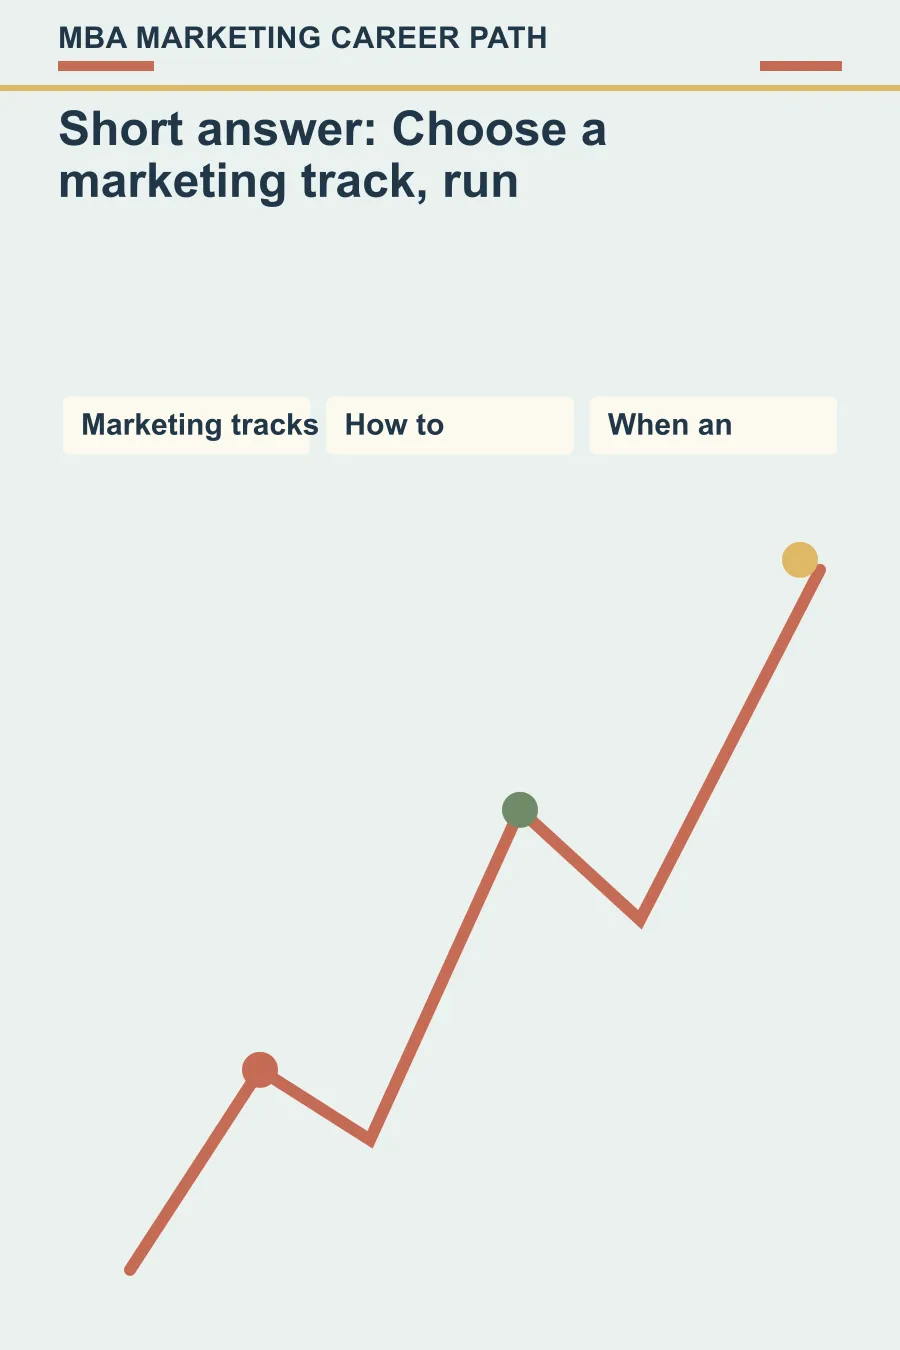 MBA MARKETING CAREER PATH
Short answer: Choose a
marketing track, run
Marketing tracks
How to
When an